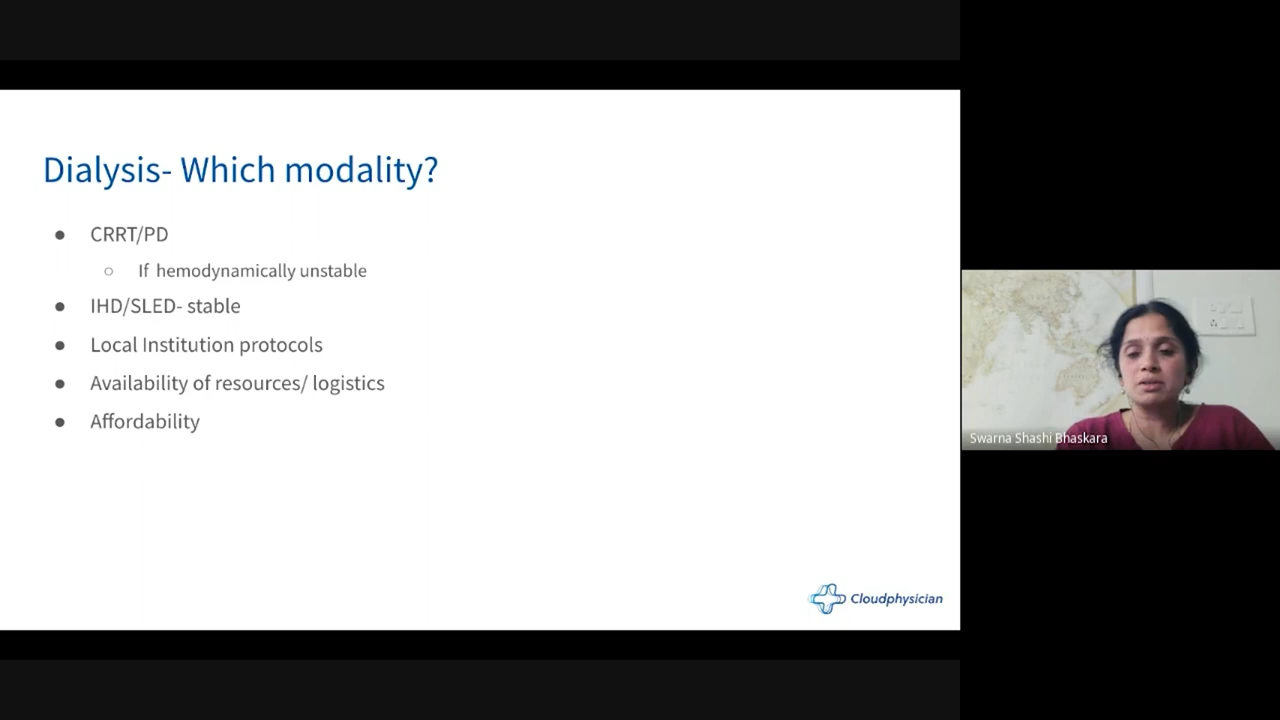 Dialysis- Which modality?
● CRRT/PD
○ If hemodynamically unstable
● IHD/SLED- stable
● Local Institution protocols
● Availability of resources/ logistics
● Affordability
Cloudphysician
Swarna Shashi Bhaskara